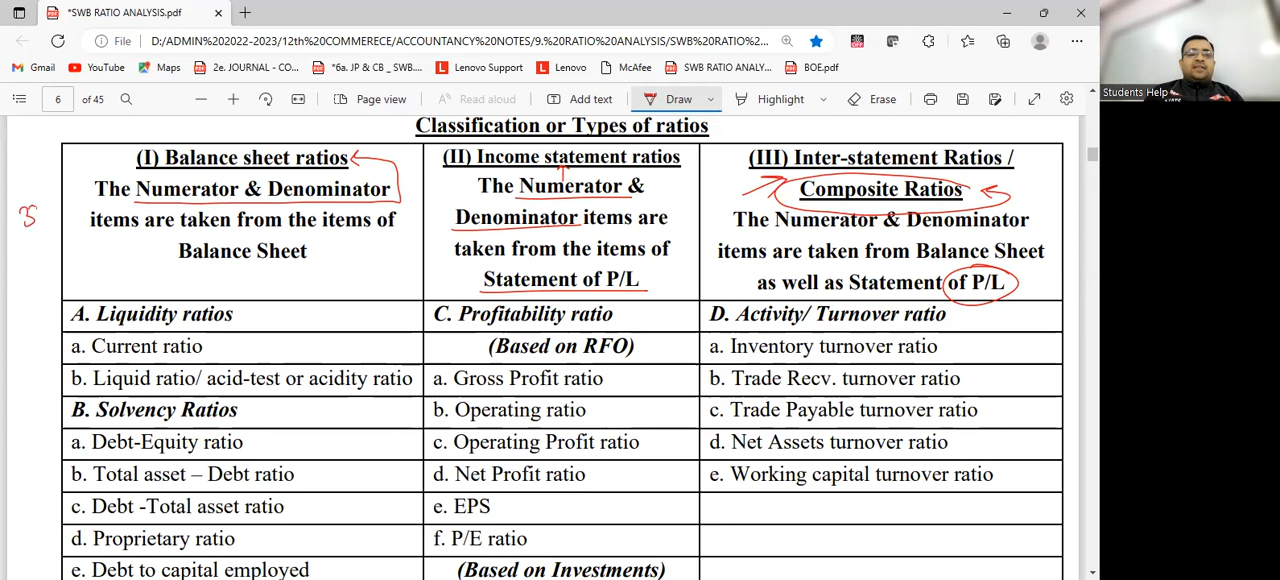 *SWB RATIO ANALYSIS.pdf
File D:/ADMIN%202022-2023/12th%20COMMERECE/ACCOUNTANCY%20NOTES/9.%20RATIO%20ANALYSIS/SWB%20RATIO%2...
Gmail YouTube Maps 2e. JOURNAL - CO... *6a. JP & CB _ SWB.... Lenovo Support Lenovo McAfee SWB RATIO ANALY... BOE.pdf
6 of 45 Page view Read aloud Add text Draw Highlight Erase
Students Help
Classification or Types of ratios
(I) Balance sheet ratios
The Numerator & Denominator
items are taken from the items of
Balance Sheet
(II) Income statement ratios
The Numerator &
Denominator items are
taken from the items of
Statement of P/L
(III) Inter-statement Ratios /
Composite Ratios
The Numerator & Denominator
items are taken from Balance Sheet
as well as Statement of P/L
A. Liquidity ratios
C. Profitability ratio
D. Activity/ Turnover ratio
a. Current ratio
(Based on RFO)
a. Inventory turnover ratio
b. Liquid ratio/ acid-test or acidity ratio
a. Gross Profit ratio
b. Trade Recv. turnover ratio
B. Solvency Ratios
b. Operating ratio
c. Trade Payable turnover ratio
a. Debt-Equity ratio
c. Operating Profit ratio
d. Net Assets turnover ratio
b. Total asset – Debt ratio
d. Net Profit ratio
e. Working capital turnover ratio
c. Debt -Total asset ratio
e. EPS
d. Proprietary ratio
f. P/E ratio
e. Debt to capital employed
(Based on Investments)